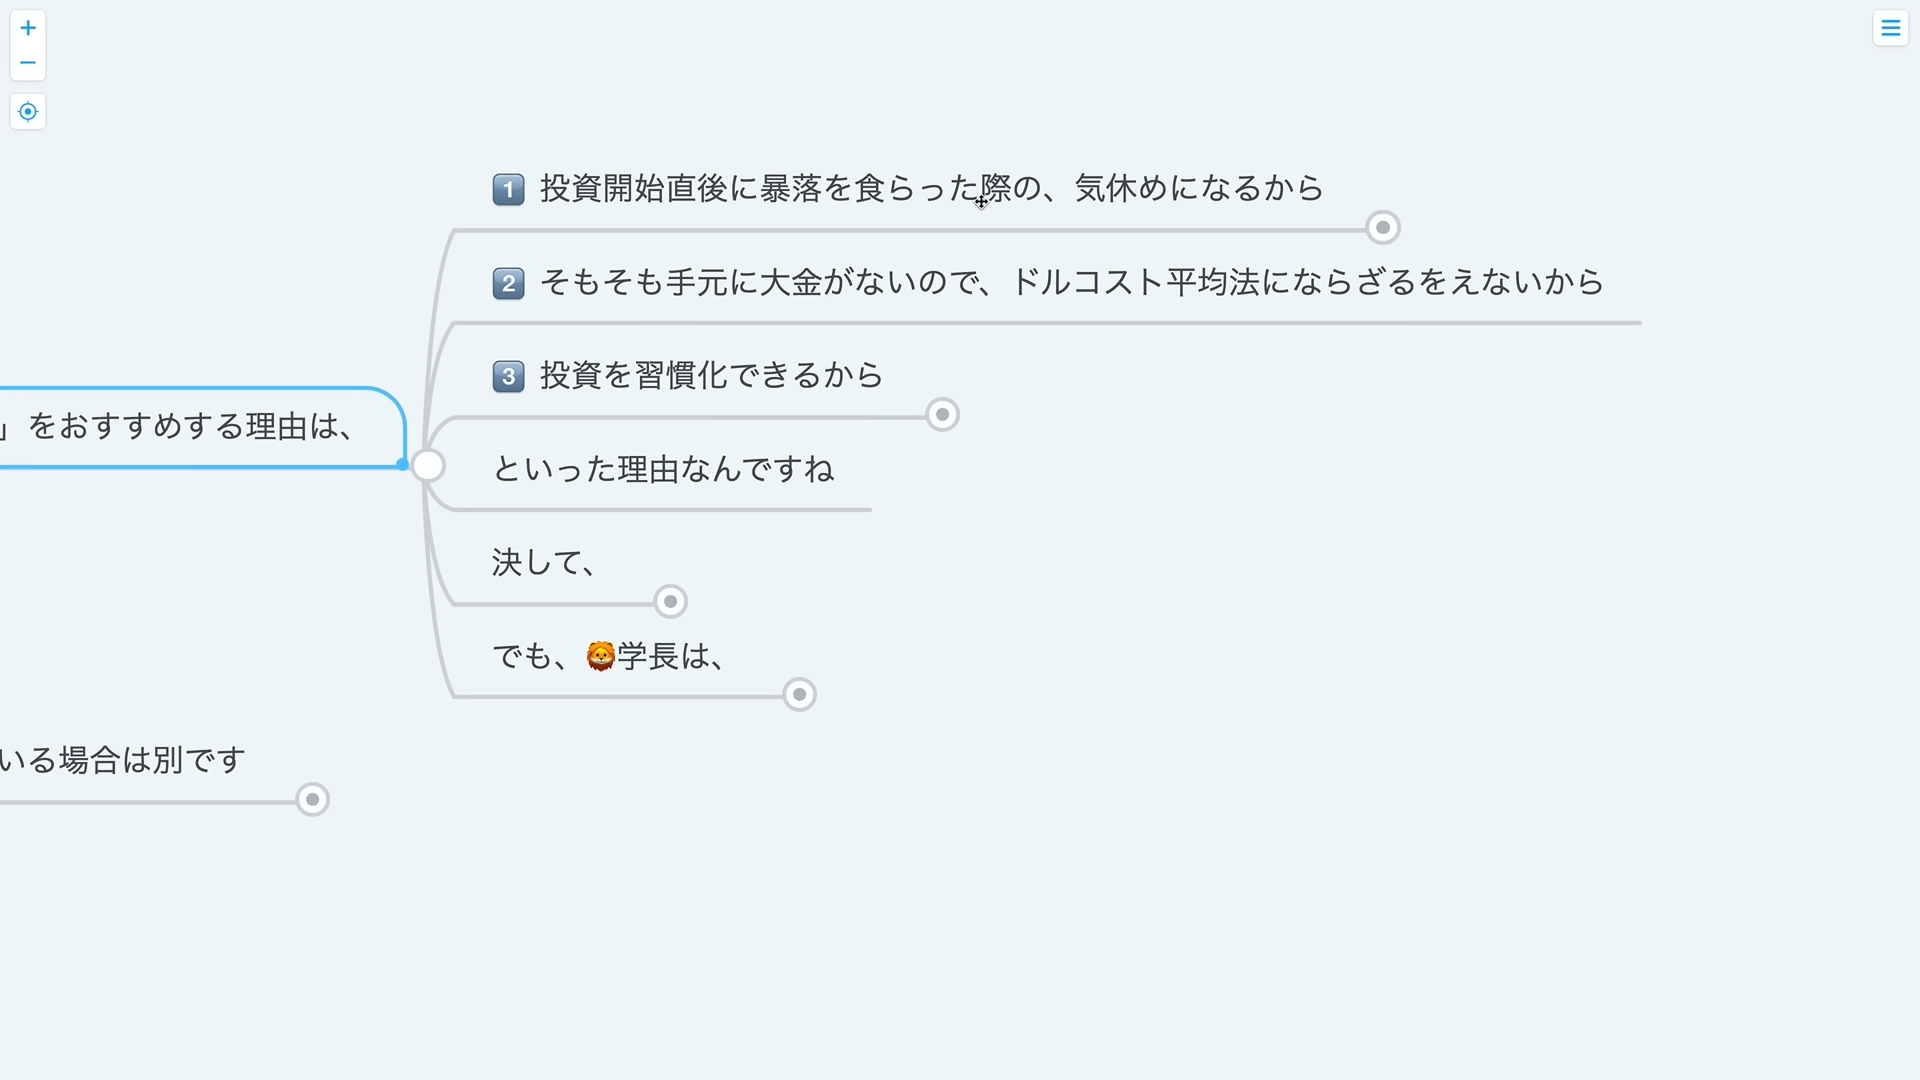 1 投資開始直後に暴落を食らった際の、気休めになるから
2 そもそも手元に大金がないので、ドルコスト平均法にならざるをえないから
3 投資を習慣化できるから
」をおすすめする理由は、
といった理由なんですね
決して、
でも、🦁学長は、
いる場合は別です